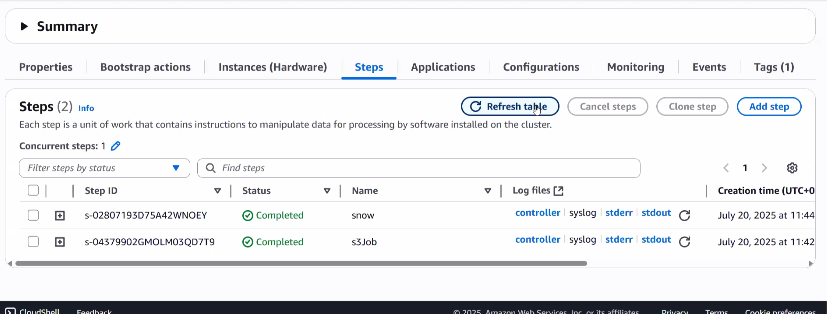 Summary
Properties Bootstrap actions Instances (Hardware) Steps Applications Configurations Monitoring Events Tags (1)
Steps (2) Info Refresh table Cancel steps Clone step Add step
Each step is a unit of work that contains instructions to manipulate data for processing by software installed on the cluster.
Concurrent steps: 1
Filter steps by status Find steps 1
Step ID Status Name Log files Creation time (UTC+0
s-02807193D75A42WNOEY Completed snow controller syslog stderr stdout July 20, 2025 at 11:44
s-04379902GMOLM03QD7T9 Completed s3Job controller syslog stderr stdout July 20, 2025 at 11:42
CloudShell Feedback © 2025, Amazon Web Services, Inc. or its affiliates. Privacy Terms Cookie preferences